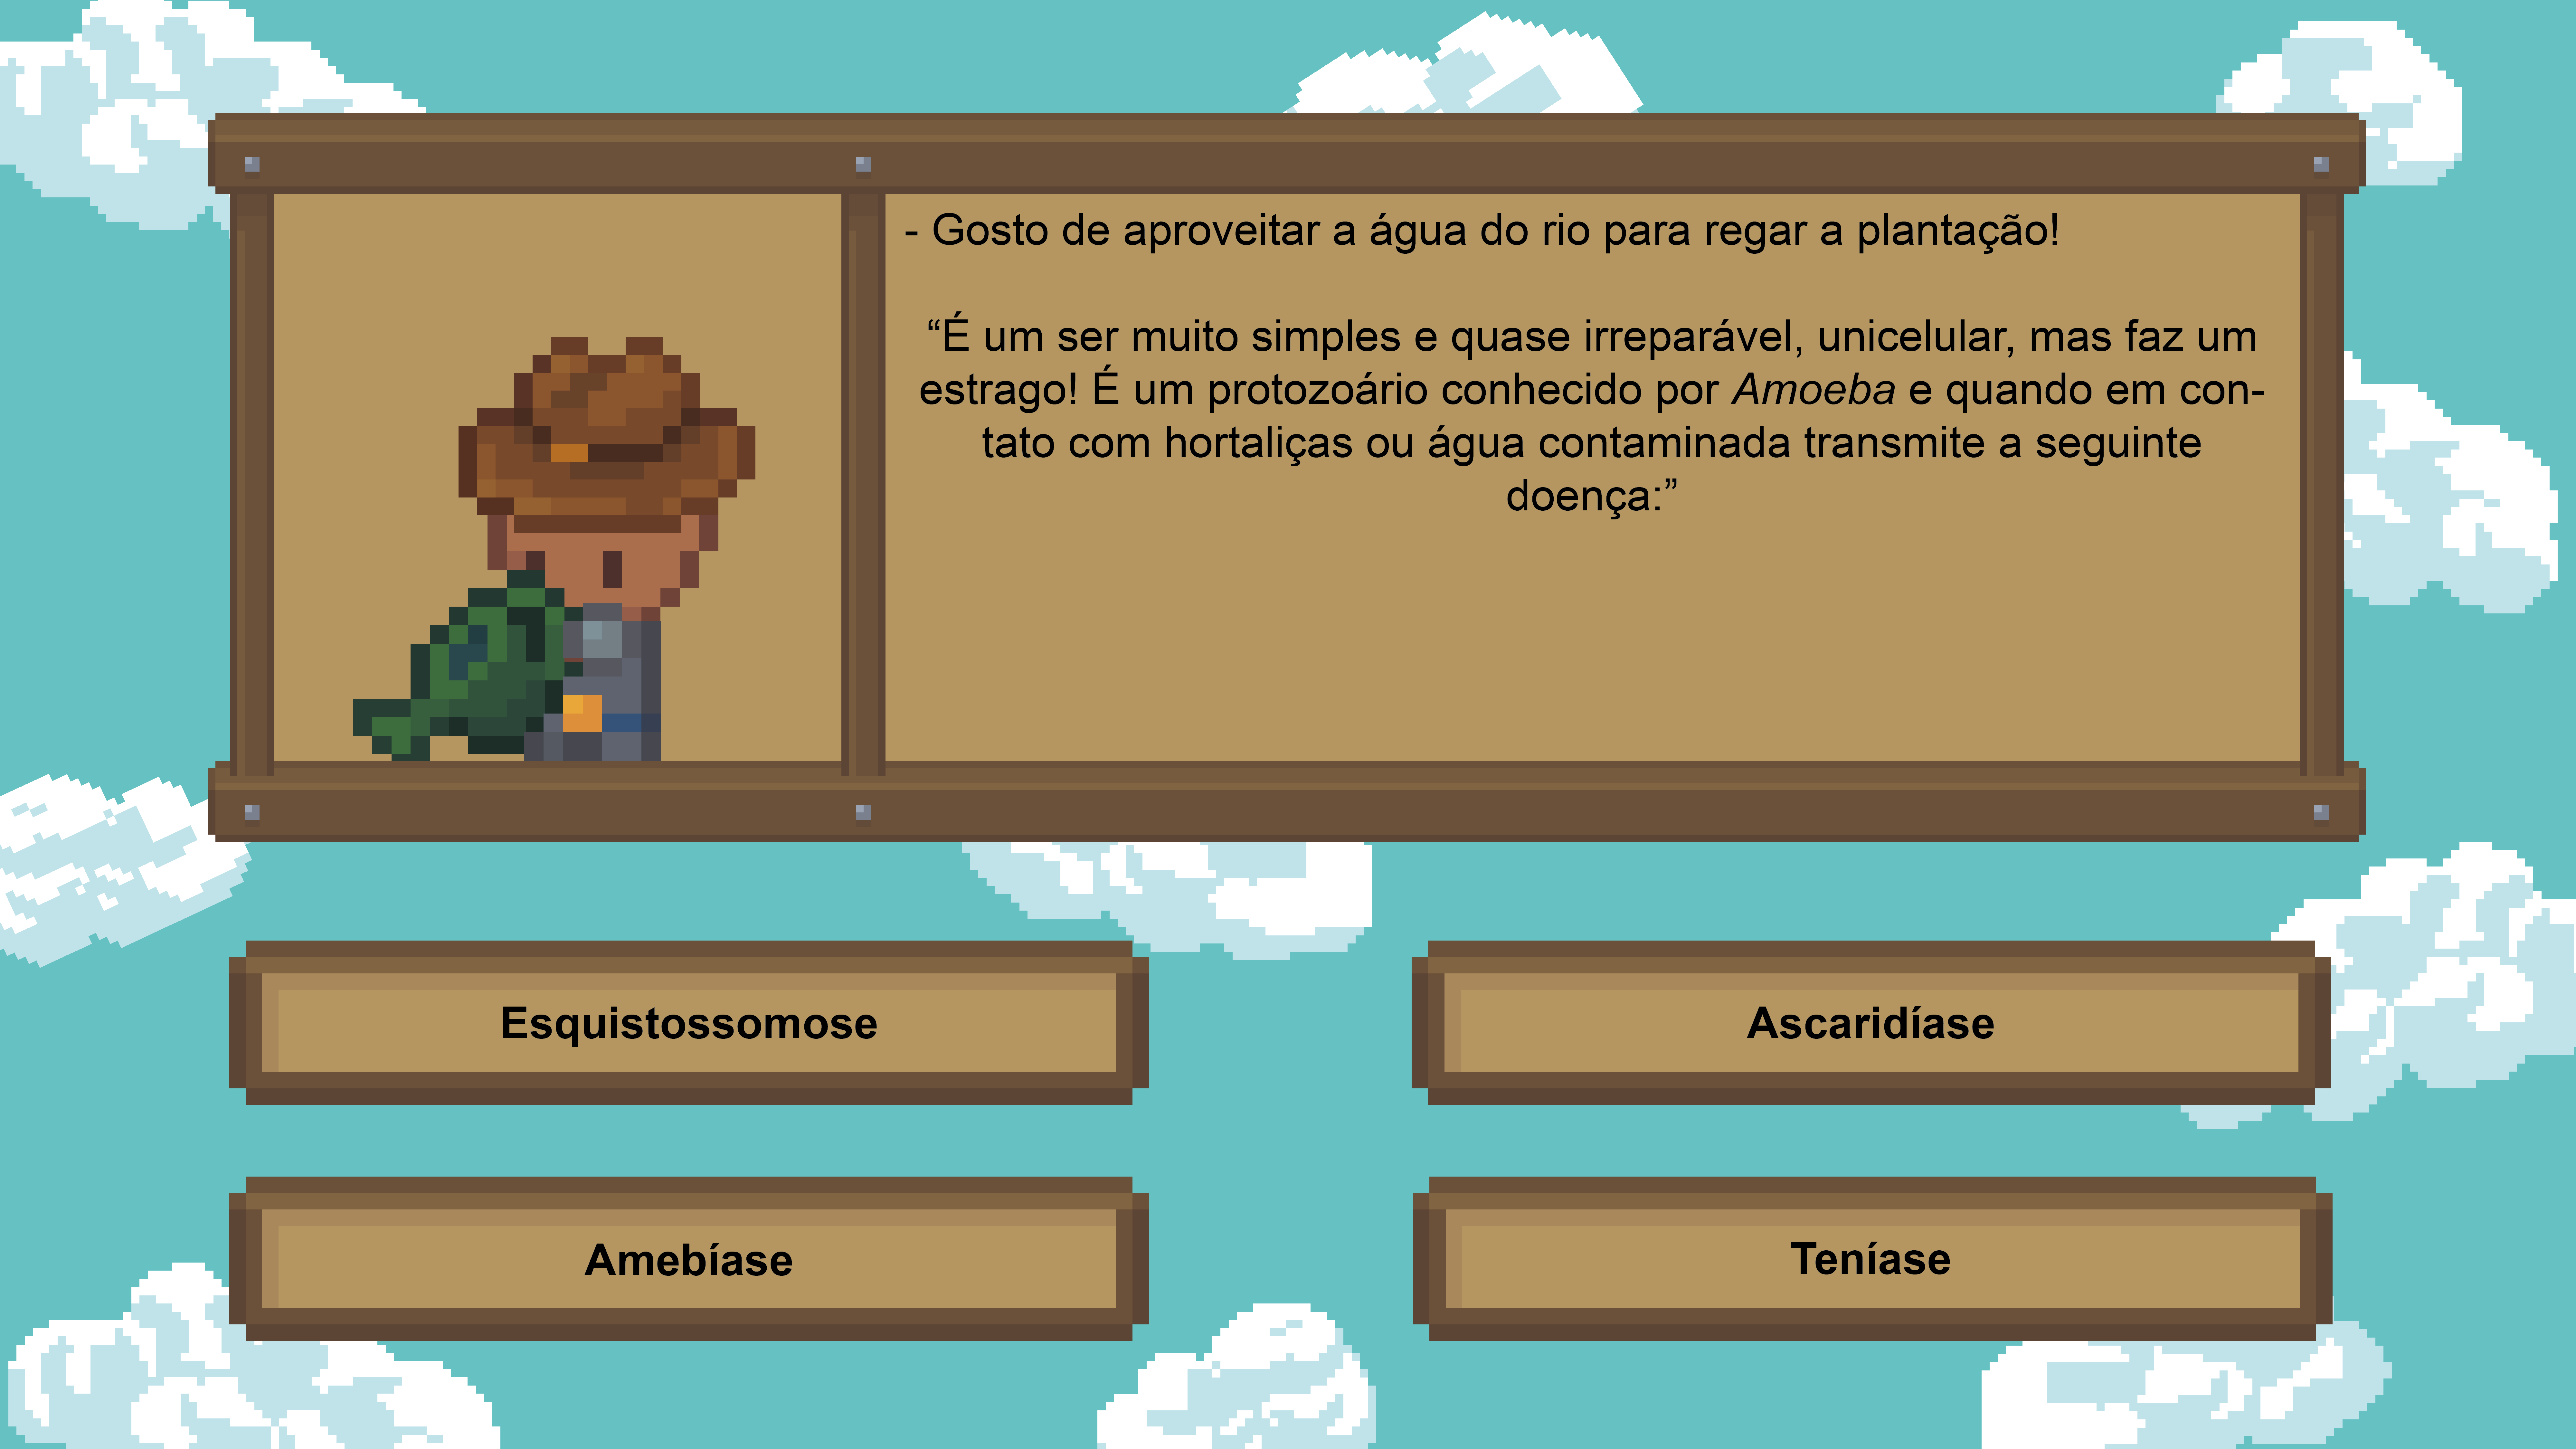 - Gosto de aproveitar a água do rio para regar a plantação!
“É um ser muito simples e quase irreparável, unicelular, mas faz um
estrago! É um protozoário conhecido por Amoeba e quando em con-
tato com hortaliças ou água contaminada transmite a seguinte
doença:”
Esquistossomose
Ascaridíase
Amebíase
Teníase